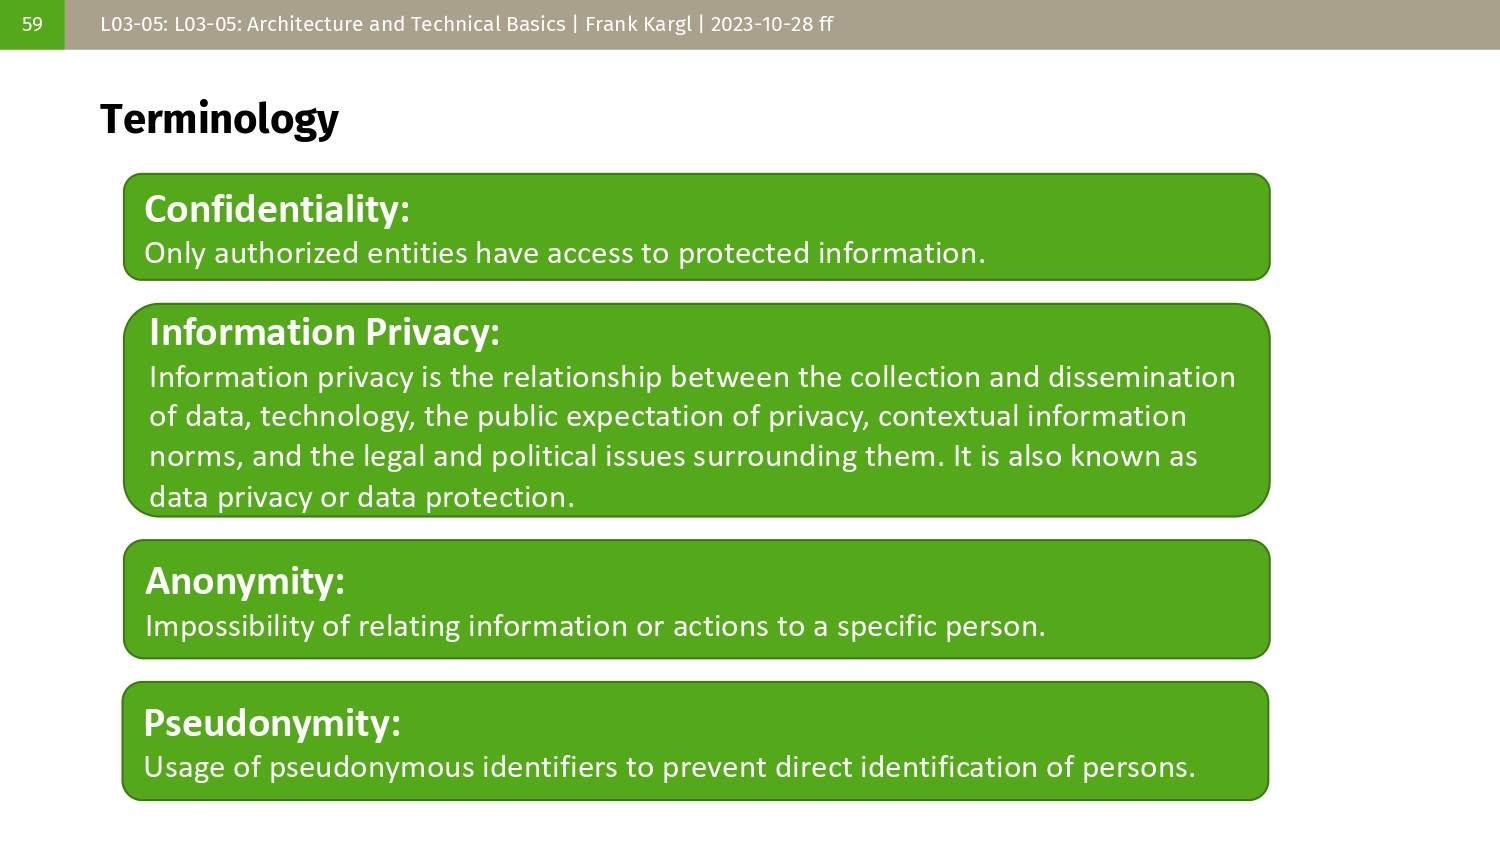 59
L03-05: L03-05: Architecture and Technical Basics | Frank Kargl | 2023-10-28 ff
Terminology
Confidentiality:
Only authorized entities have access to protected information.
Information Privacy:
Information privacy is the relationship between the collection and dissemination
of data, technology, the public expectation of privacy, contextual information
norms, and the legal and political issues surrounding them. It is also known as
data privacy or data protection.
Anonymity:
Impossibility of relating information or actions to a specific person.
Pseudonymity:
Usage of pseudonymous identifiers to prevent direct identification of persons.